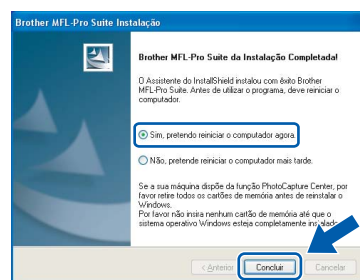 Brother MFL-Pro Suite Instalação
Brother MFL-Pro Suite da Instalação Completada!
O Assistente do InstallShield instalou com êxito Brother
MFL-Pro Suite. Antes de utilizar o programa, deve reiniciar o
computador.
Sim, pretendo reiniciar o computador agora.
Não, pretende reiniciar o computador mais tarde.
Se a sua máquina dispõe da função PhotoCapture Center, por
favor retire todos os cartões de memória antes de reinstalar o
Windows.
Por favor não insira nenhum cartão de memória até que o
sistema operativo Windows esteja completamente instalado.
< Anterior Concluir Cancelar